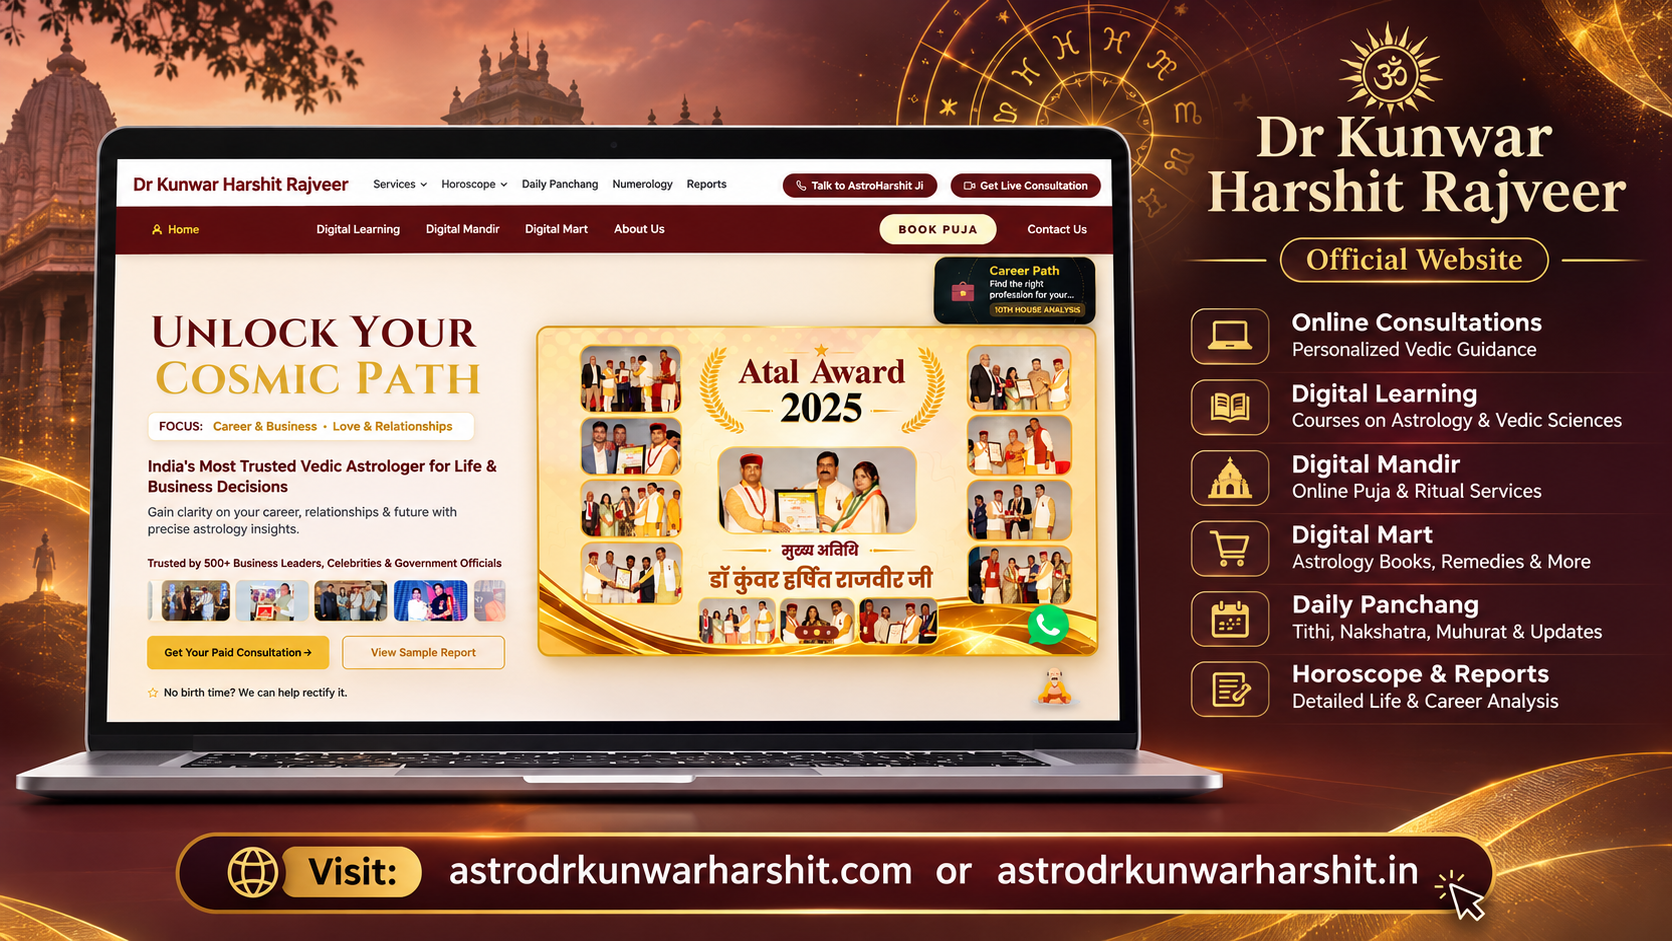 Dr Kunwar Harshit Rajveer
Services
Horoscope
Daily Panchang
Numerology
Reports
Talk to AstroHarshit Ji
Get Live Consultation
Home
Digital Learning
Digital Mandir
Digital Mart
About Us
BOOK PUJA
Contact Us
Career Path
Find the right
profession for your...
10TH HOUSE ANALYSIS
UNLOCK YOUR
COSMIC PATH
FOCUS: Career & Business • Love & Relationships
India's Most Trusted Vedic Astrologer for Life &
Business Decisions
Gain clarity on your career, relationships & future with
precise astrology insights.
Trusted by 500+ Business Leaders, Celebrities & Government Officials
Get Your Paid Consultation →
View Sample Report
No birth time? We can help rectify it.
Atal Award
2025
मुख्य अतिथि
डॉ कुंवर हर्षित राजवीर जी
ॐ
Dr Kunwar
Harshit Rajveer
Official Website
Online Consultations
Personalized Vedic Guidance
Digital Learning
Courses on Astrology & Vedic Sciences
Digital Mandir
Online Puja & Ritual Services
Digital Mart
Astrology Books, Remedies & More
Daily Panchang
Tithi, Nakshatra, Muhurat & Updates
Horoscope & Reports
Detailed Life & Career Analysis
Visit: astrodrkunwarharshit.com or astrodrkunwarharshit.in